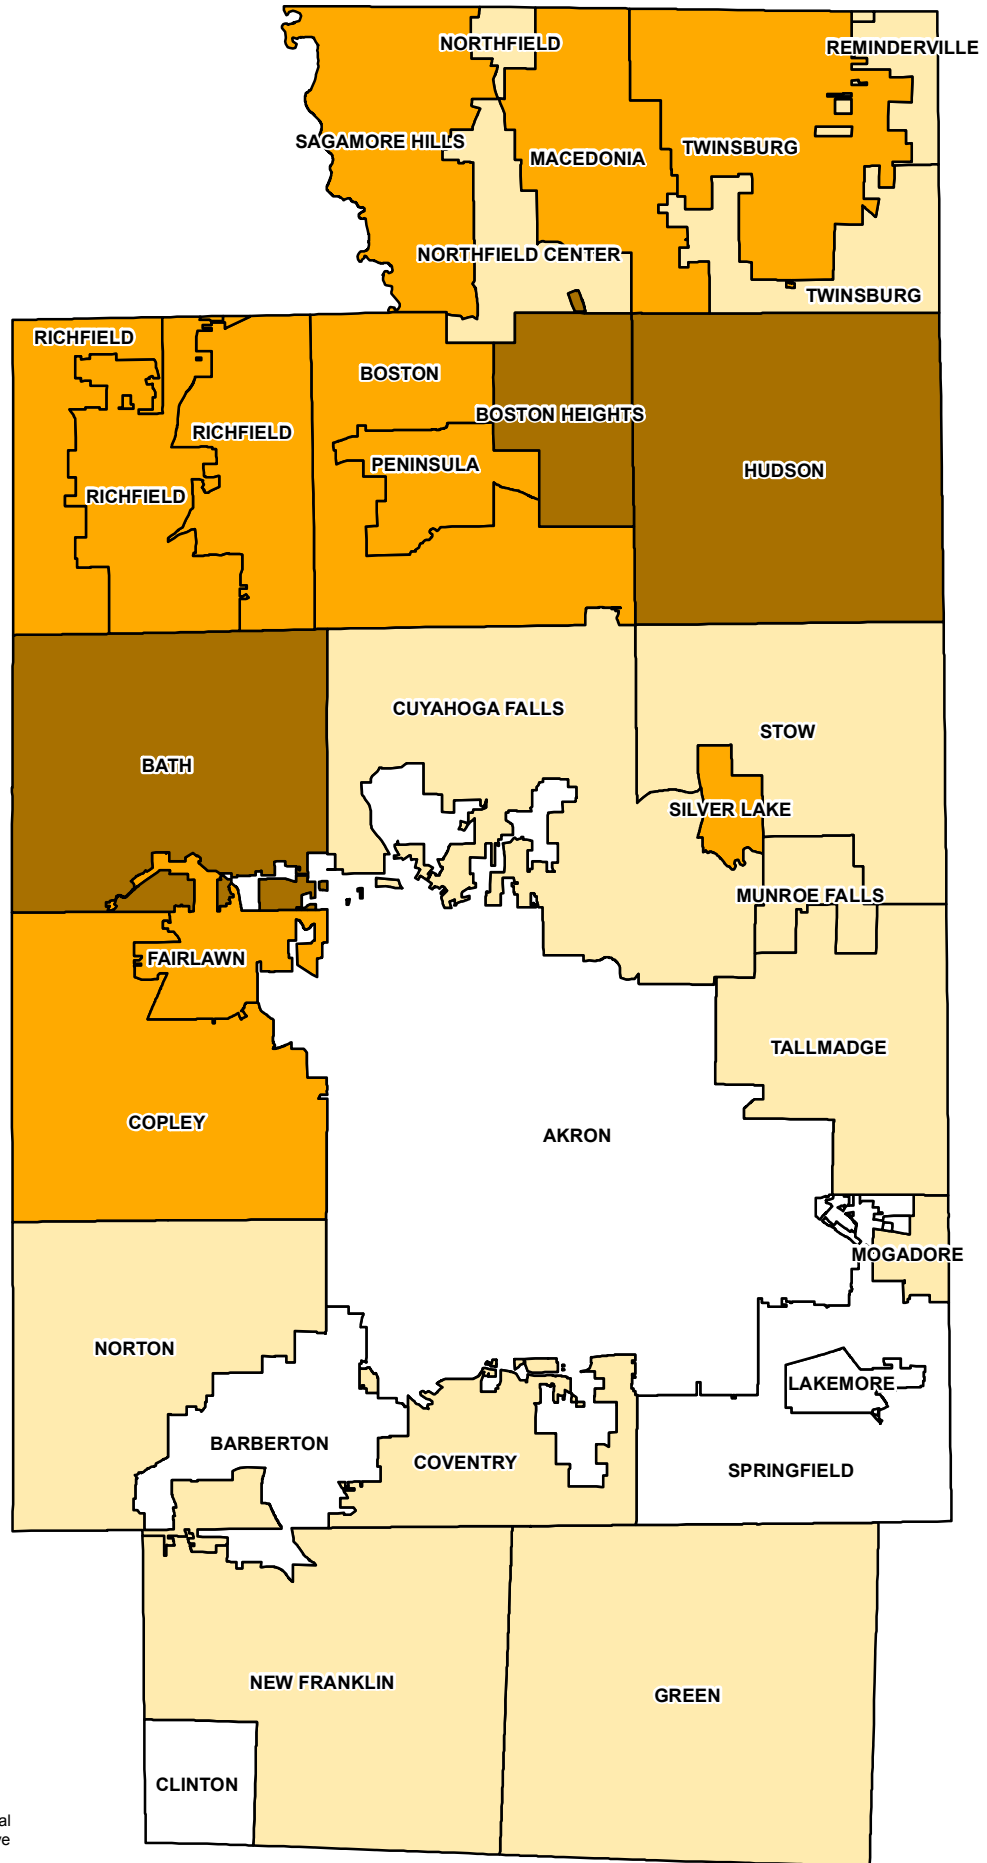 NORTHFIELD
REMINDERVILLE
SAGAMORE HILLS
MACEDONIA
TWINSBURG
NORTHFIELD CENTER
TWINSBURG
RICHFIELD
BOSTON
BOSTON HEIGHTS
RICHFIELD
PENINSULA
HUDSON
RICHFIELD
CUYAHOGA FALLS
STOW
BATH
SILVER LAKE
MUNROE FALLS
FAIRLAWN
TALLMADGE
COPLEY
AKRON
MOGADORE
NORTON
LAKEMORE
BARBERTON
COVENTRY
SPRINGFIELD
NEW FRANKLIN
GREEN
CLINTON
al